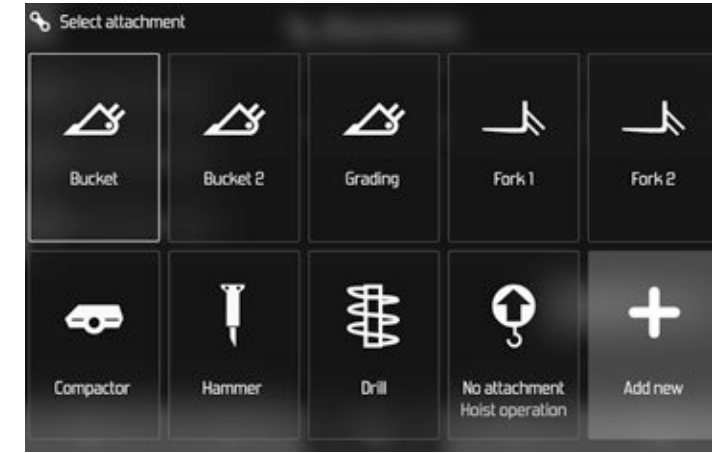 Select attachment
Bucket
Bucket 2
Grading
Fork 1
Fork 2
Compactor
Hammer
Drill
No attachment
Hoist operation
Add new